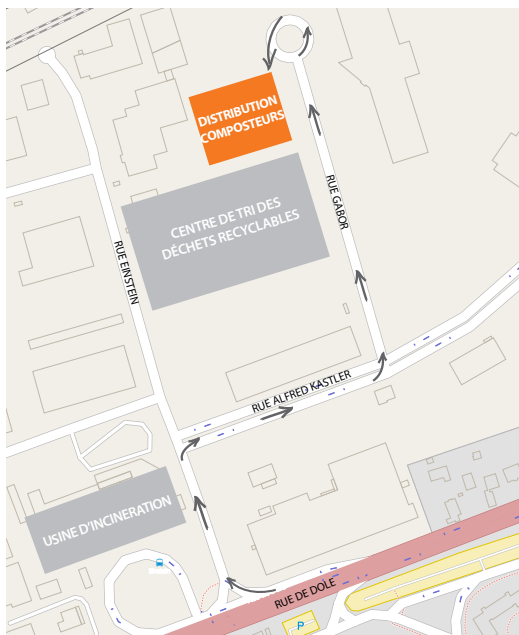 DISTRIBUTION
COMPOSTEURS
CENTRE DE TRI DES
DÉCHETS RECYCLABLES
RUE GABOR
RUE EINSTEIN
RUE ALFRED KASTLER
USINE D'INCINERATION
RUE DE DOLE
P